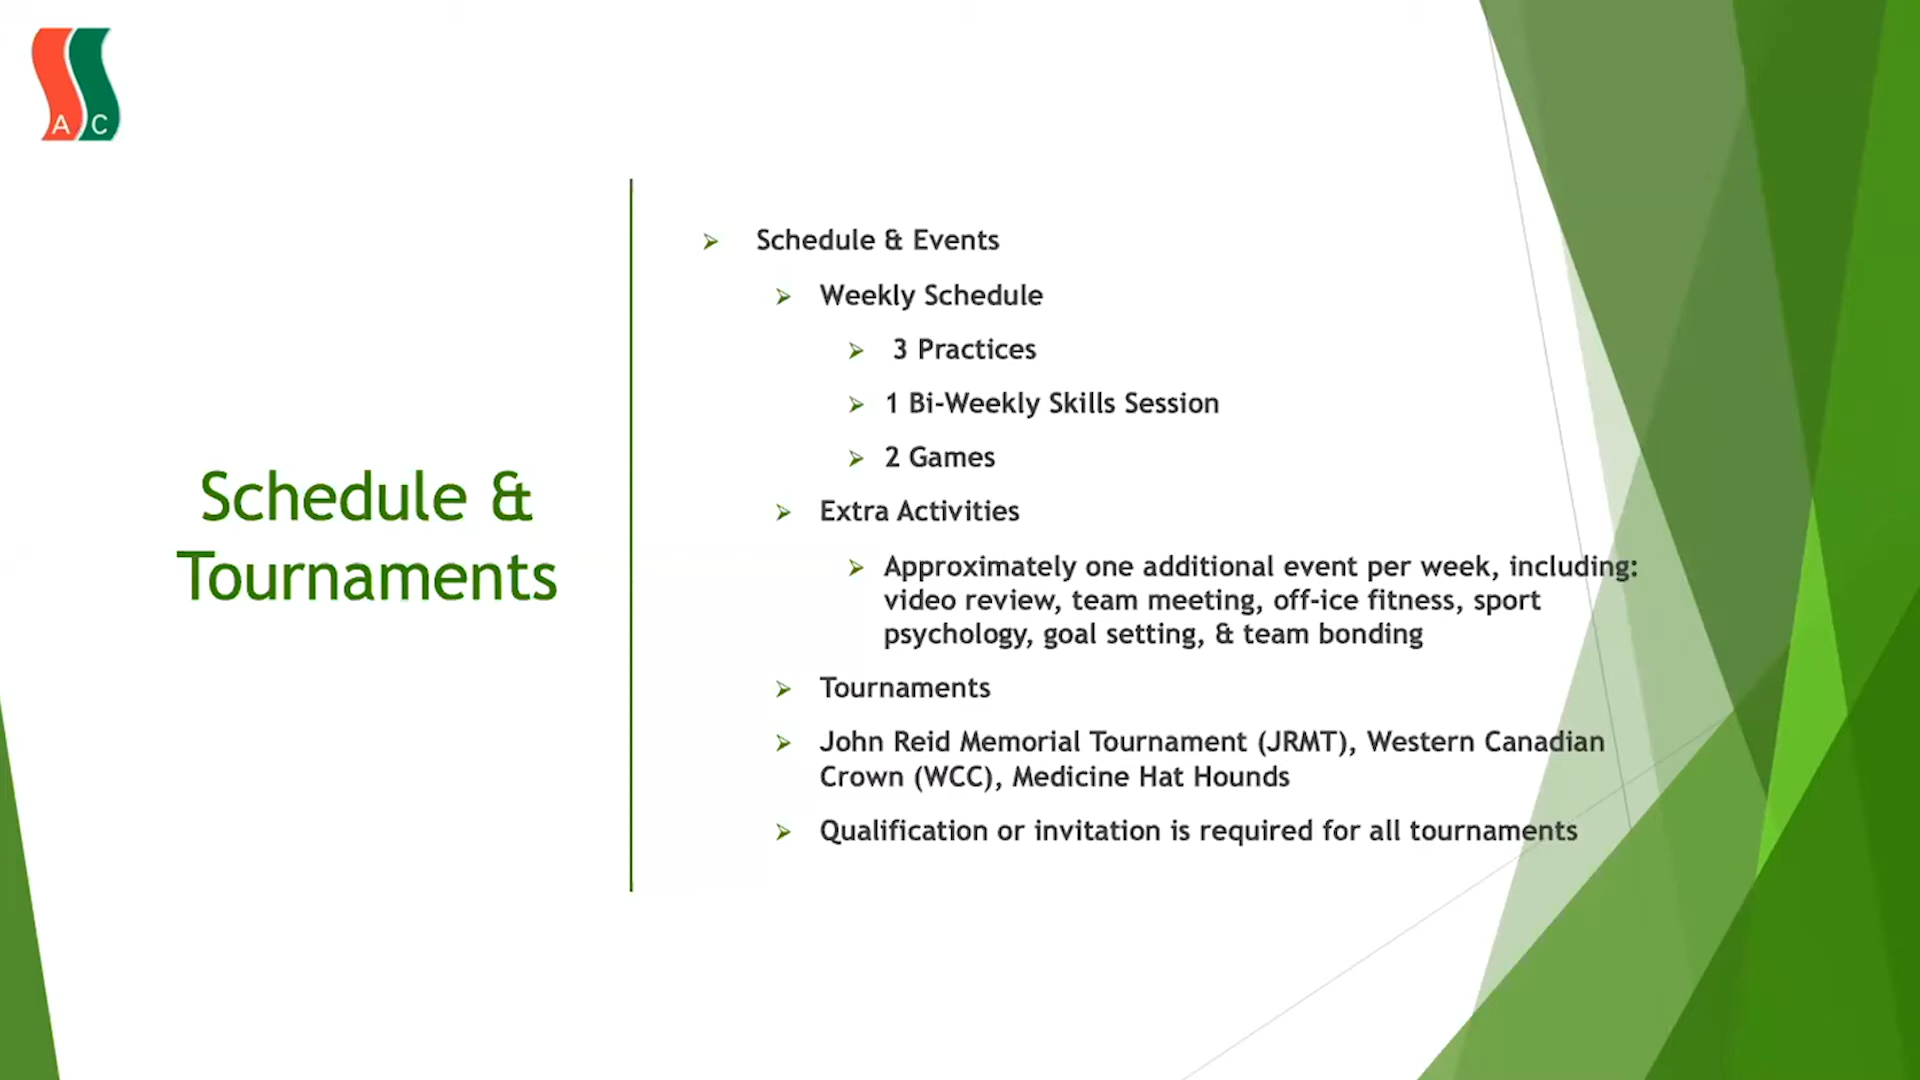 A C
Schedule &
Tournaments
Schedule & Events
Weekly Schedule
3 Practices
1 Bi-Weekly Skills Session
2 Games
Extra Activities
Approximately one additional event per week, including:
video review, team meeting, off-ice fitness, sport
psychology, goal setting, & team bonding
Tournaments
John Reid Memorial Tournament (JRMT), Western Canadian
Crown (WCC), Medicine Hat Hounds
Qualification or invitation is required for all tournaments